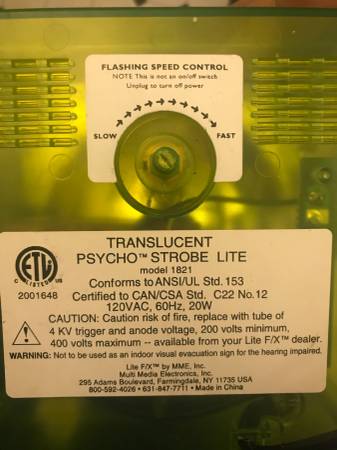 FLASHING SPEED CONTROL
NOTE This is not an on/off switch
Unplug to turn off power
SLOW FAST
TRANSLUCENT
PSYCHO™ STROBE LITE
model 1821
ETL
C LISTED US
2001648
Conforms to ANSI/UL Std. 153
Certified to CAN/CSA Std. C22 No.12
120VAC, 60Hz, 20W
CAUTION: Caution risk of fire, replace with tube of
4 KV trigger and anode voltage, 200 volts minimum,
400 volts maximum -- available from your Lite F/X™ dealer.
WARNING: Not to be used as an indoor visual evacuation sign for the hearing impaired.
Lite F/X™ by MME, Inc.
Multi Media Electronics, Inc.
295 Adams Boulevard, Farmingdale, NY 11735 USA
800-592-4026 • 631-847-7711 • Made in China